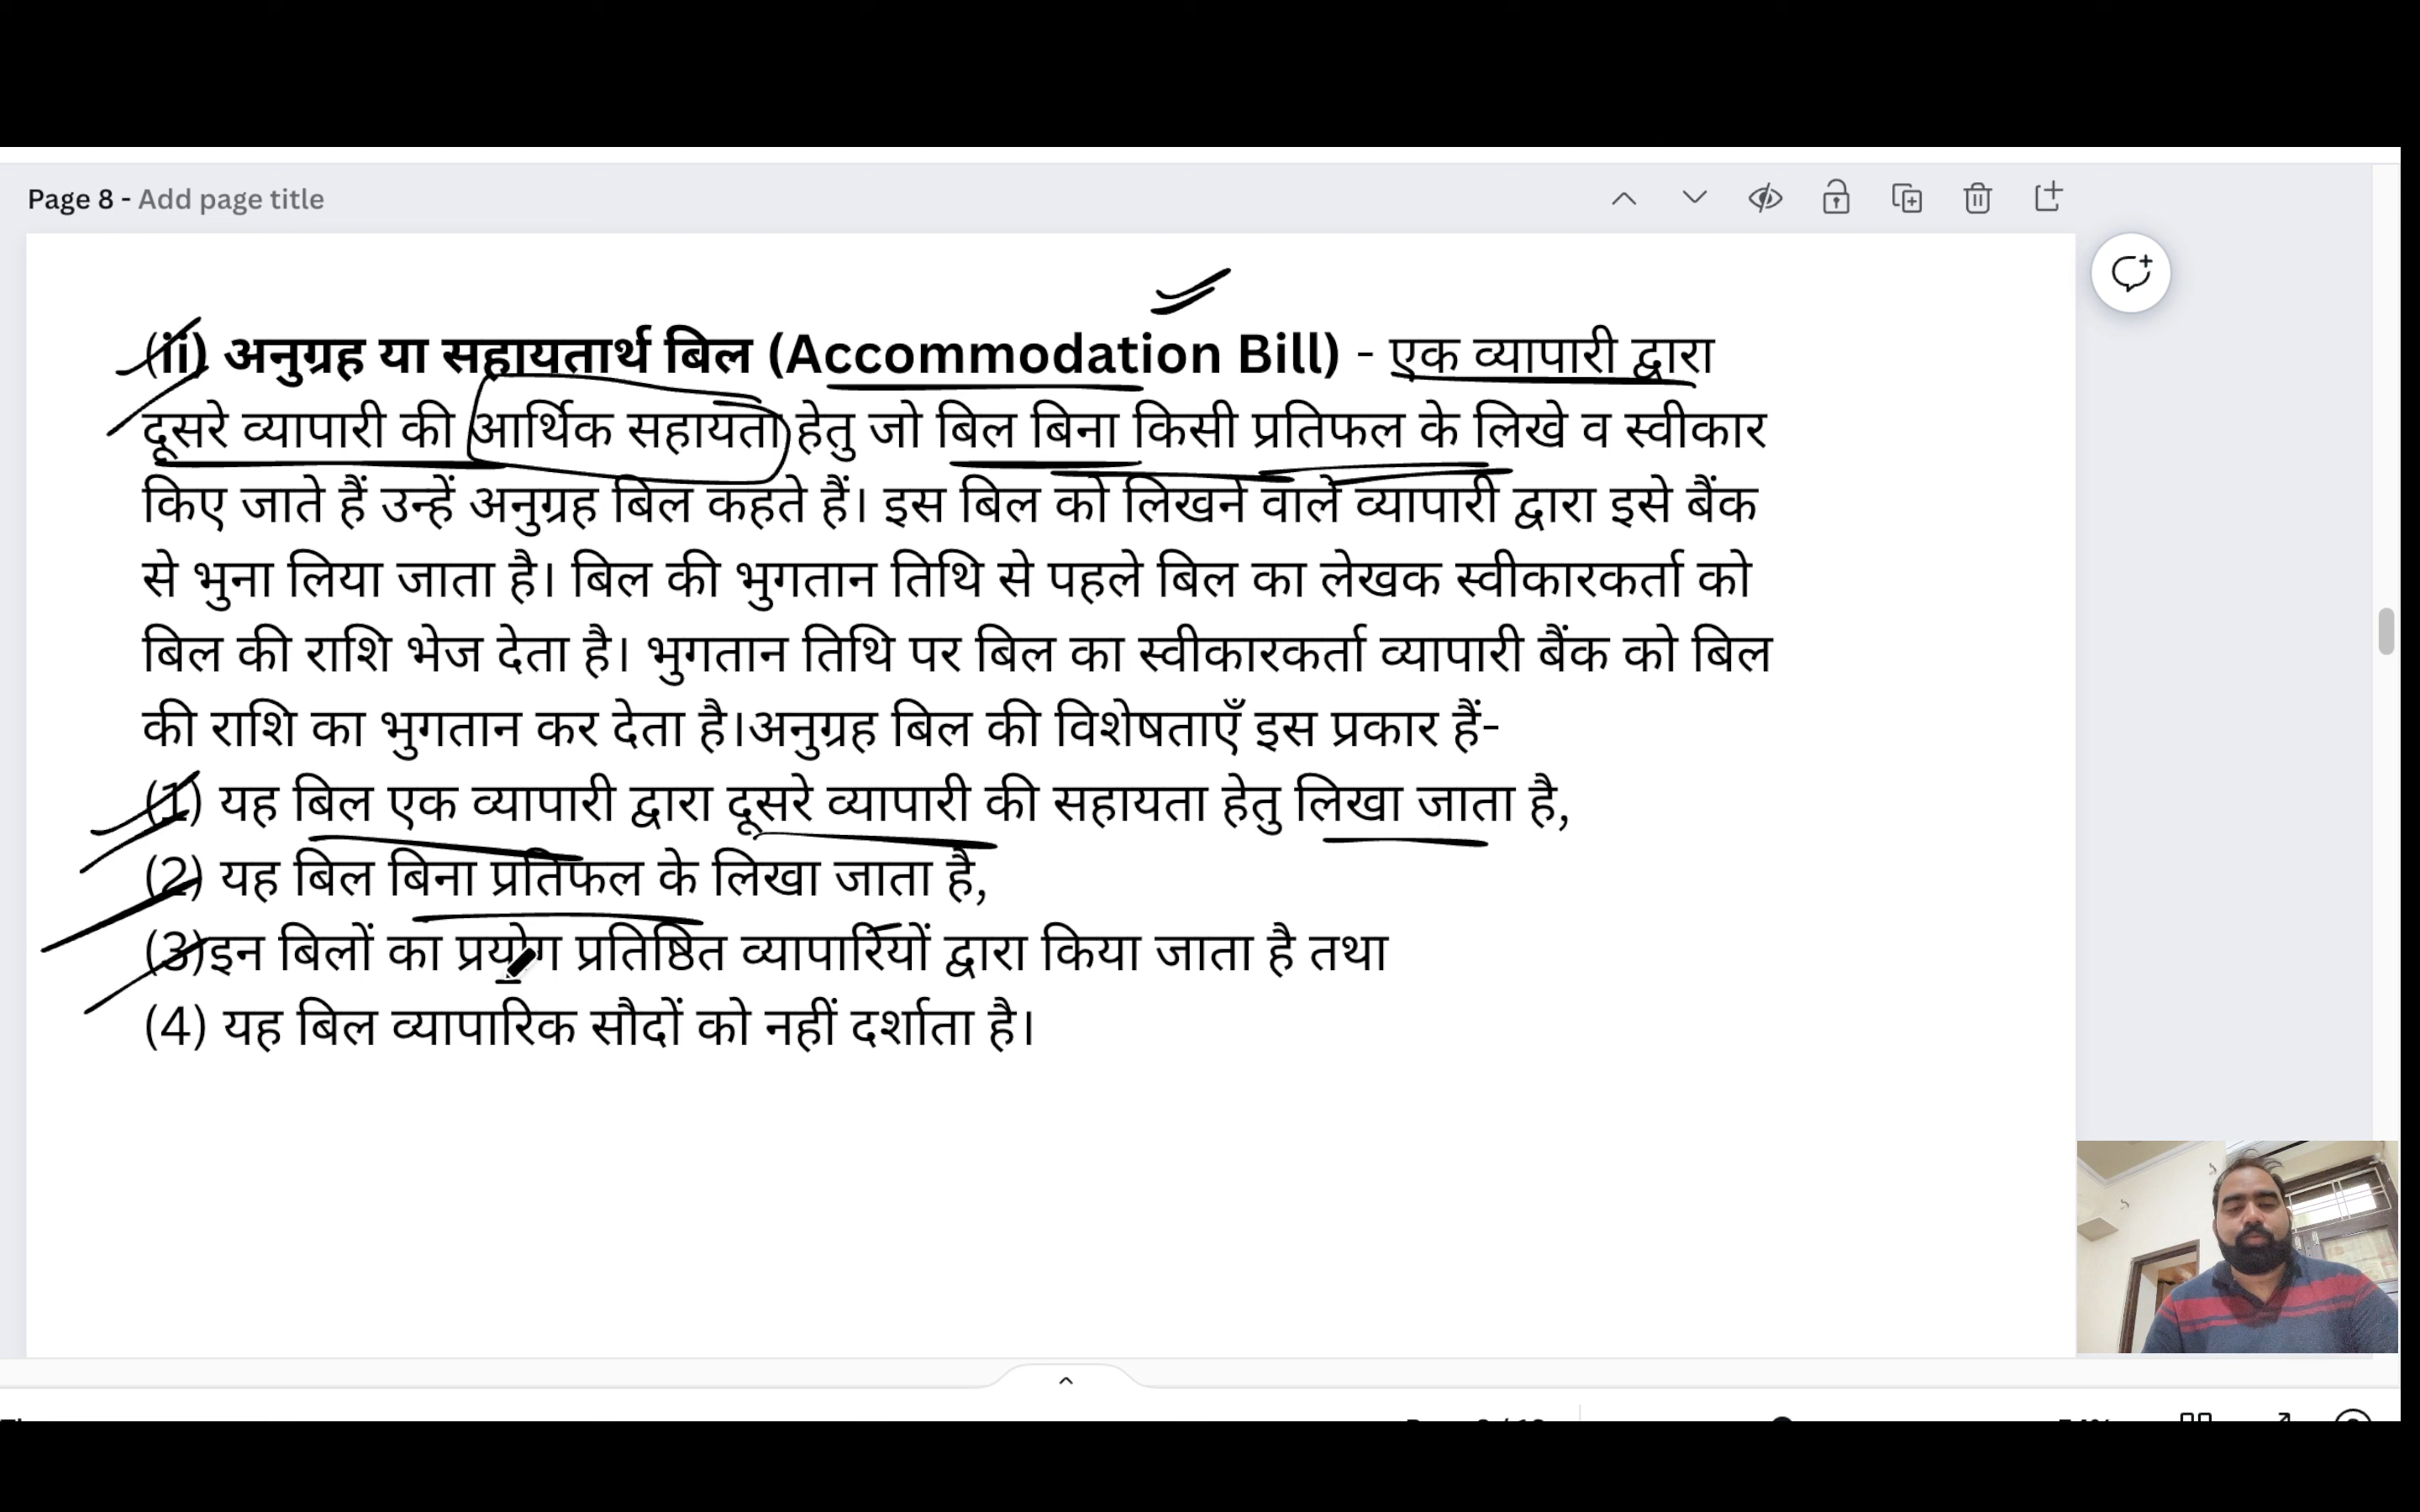 Page 8 - Add page title
(ii) अनुग्रह या सहायतार्थ बिल (Accommodation Bill) - एक व्यापारी द्वारा
दूसरे व्यापारी की आर्थिक सहायता हेतु जो बिल बिना किसी प्रतिफल के लिखे व स्वीकार
किए जाते हैं उन्हें अनुग्रह बिल कहते हैं। इस बिल को लिखने वाले व्यापारी द्वारा इसे बैंक
से भुना लिया जाता है। बिल की भुगतान तिथि से पहले बिल का लेखक स्वीकारकर्ता को
बिल की राशि भेज देता है। भुगतान तिथि पर बिल का स्वीकारकर्ता व्यापारी बैंक को बिल
की राशि का भुगतान कर देता है।अनुग्रह बिल की विशेषताएँ इस प्रकार हैं-
(1) यह बिल एक व्यापारी द्वारा दूसरे व्यापारी की सहायता हेतु लिखा जाता है,
(2) यह बिल बिना प्रतिफल के लिखा जाता है,
(3)इन बिलों का प्रयोग प्रतिष्ठित व्यापारियों द्वारा किया जाता है तथा
(4) यह बिल व्यापारिक सौदों को नहीं दर्शाता है।